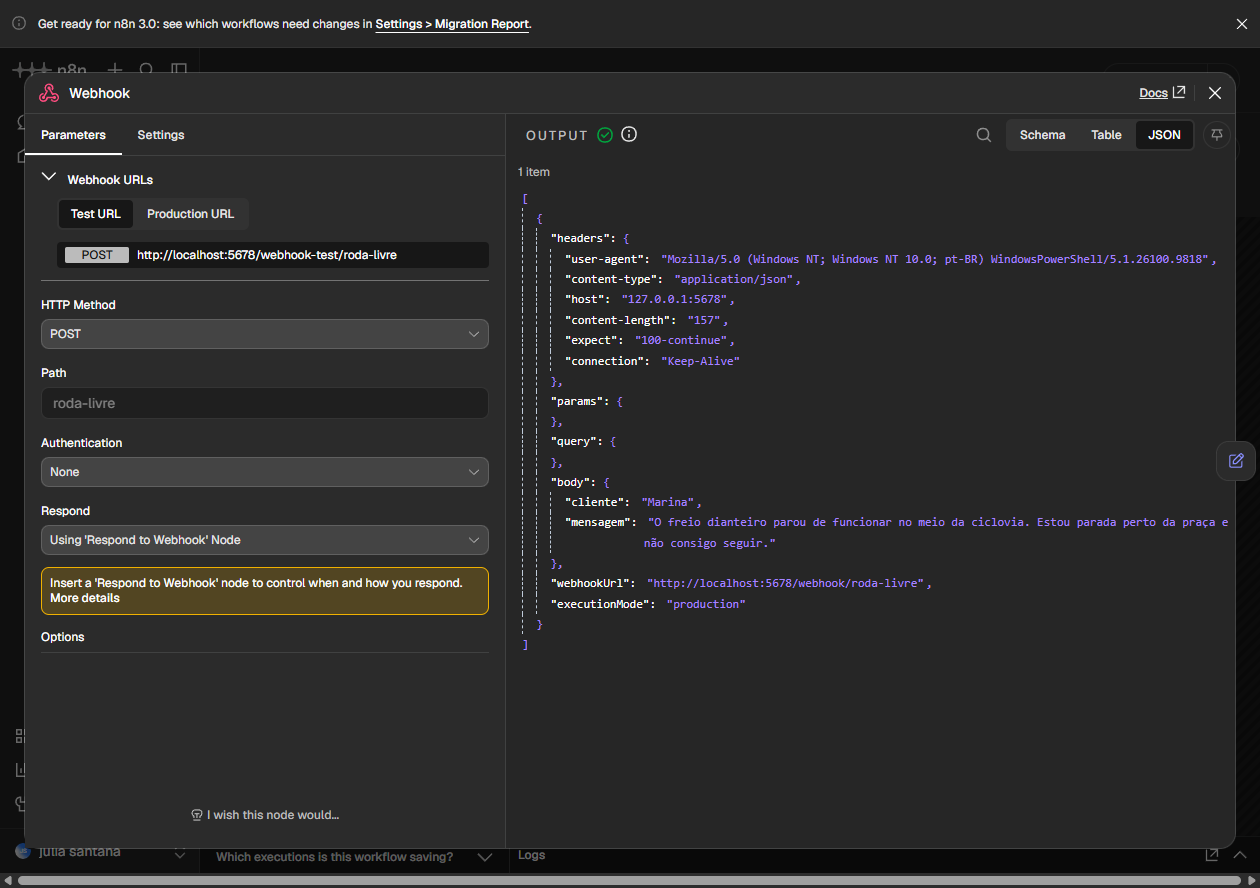 Get ready for n8n 3.0: see which workflows need changes in Settings > Migration Report.
n8n
Webhook
Docs
Parameters
Settings
Webhook URLs
Test URL
Production URL
POST
http://localhost:5678/webhook-test/roda-livre
HTTP Method
POST
Path
roda-livre
Authentication
None
Respond
Using 'Respond to Webhook' Node
Insert a 'Respond to Webhook' node to control when and how you respond.
More details
Options
I wish this node would...
OUTPUT
Schema
Table
JSON
1 item
[
{
"headers": {
"user-agent": "Mozilla/5.0 (Windows NT; Windows NT 10.0; pt-BR) WindowsPowerShell/5.1.26100.9818",
"content-type": "application/json",
"host": "127.0.0.1:5678",
"content-length": "157",
"expect": "100-continue",
"connection": "Keep-Alive"
},
"params": {
},
"query": {
},
"body": {
"cliente": "Marina",
"mensagem": "O freio dianteiro parou de funcionar no meio da ciclovia. Estou parada perto da praça e
não consigo seguir."
},
"webhookUrl": "http://localhost:5678/webhook/roda-livre",
"executionMode": "production"
}
]
julia santana
Which executions is this workflow saving?
Logs